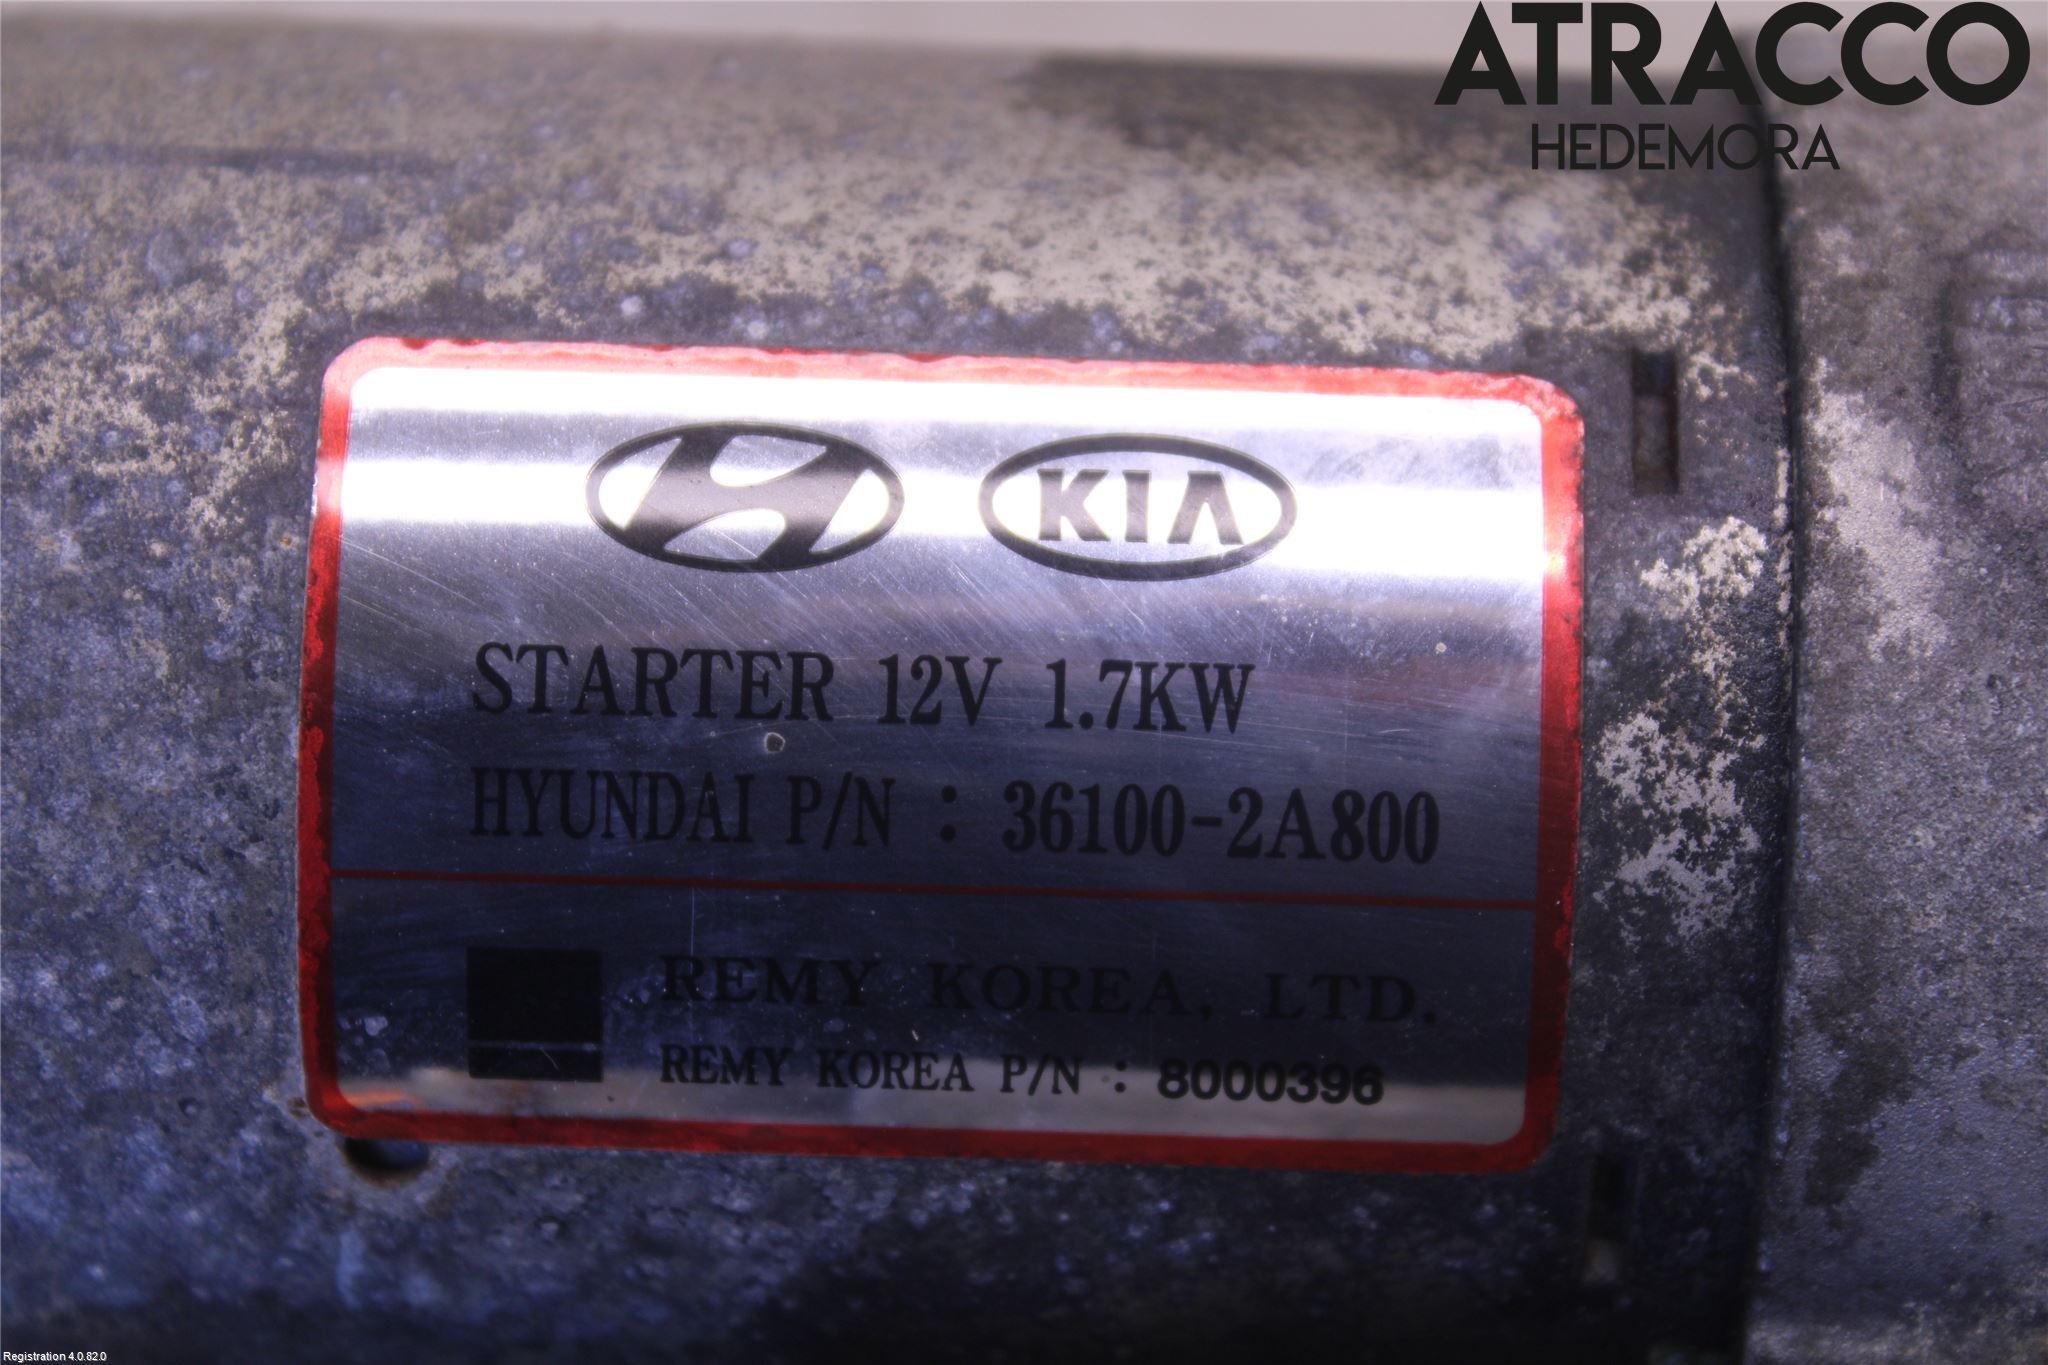 ATRACCO
HEDEMORA
KIA
STARTER 12V 1.7KW
HYUNDAI P/N : 36100-2A800
REMY KOREA, LTD.
REMY KOREA P/N : 8000396
Registration 4.0.82.0